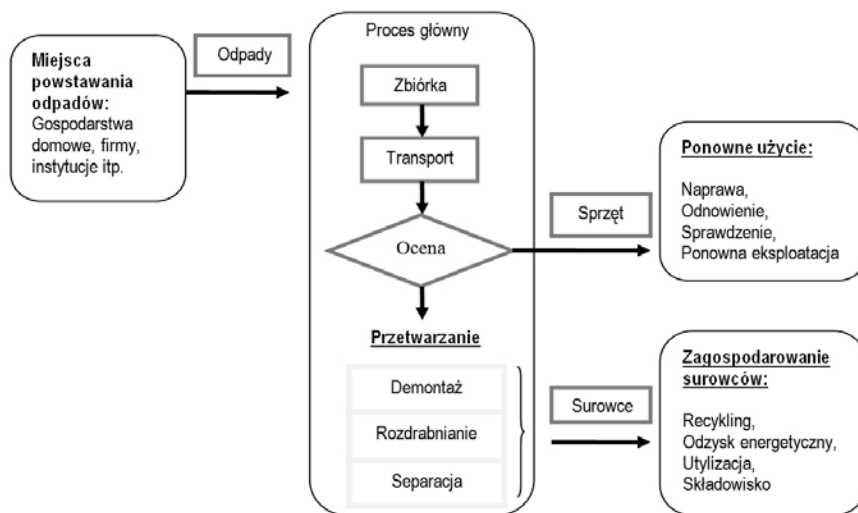 Miejsca
powstawania
odpadów:
Gospodarstwa
domowe, firmy,
instytucje itp.
Odpady
Proces główny
Zbiórka
Transport
Ocena
Sprzęt
Ponowne użycie:
Naprawa,
Odnowienie,
Sprawdzenie,
Ponowna eksploatacja
Przetwarzanie
Demontaż
Rozdrabnianie
Separacja
Surowce
Zagospodarowanie
surowców:
Recykling,
Odzysk energetyczny,
Utylizacja,
Składowisko